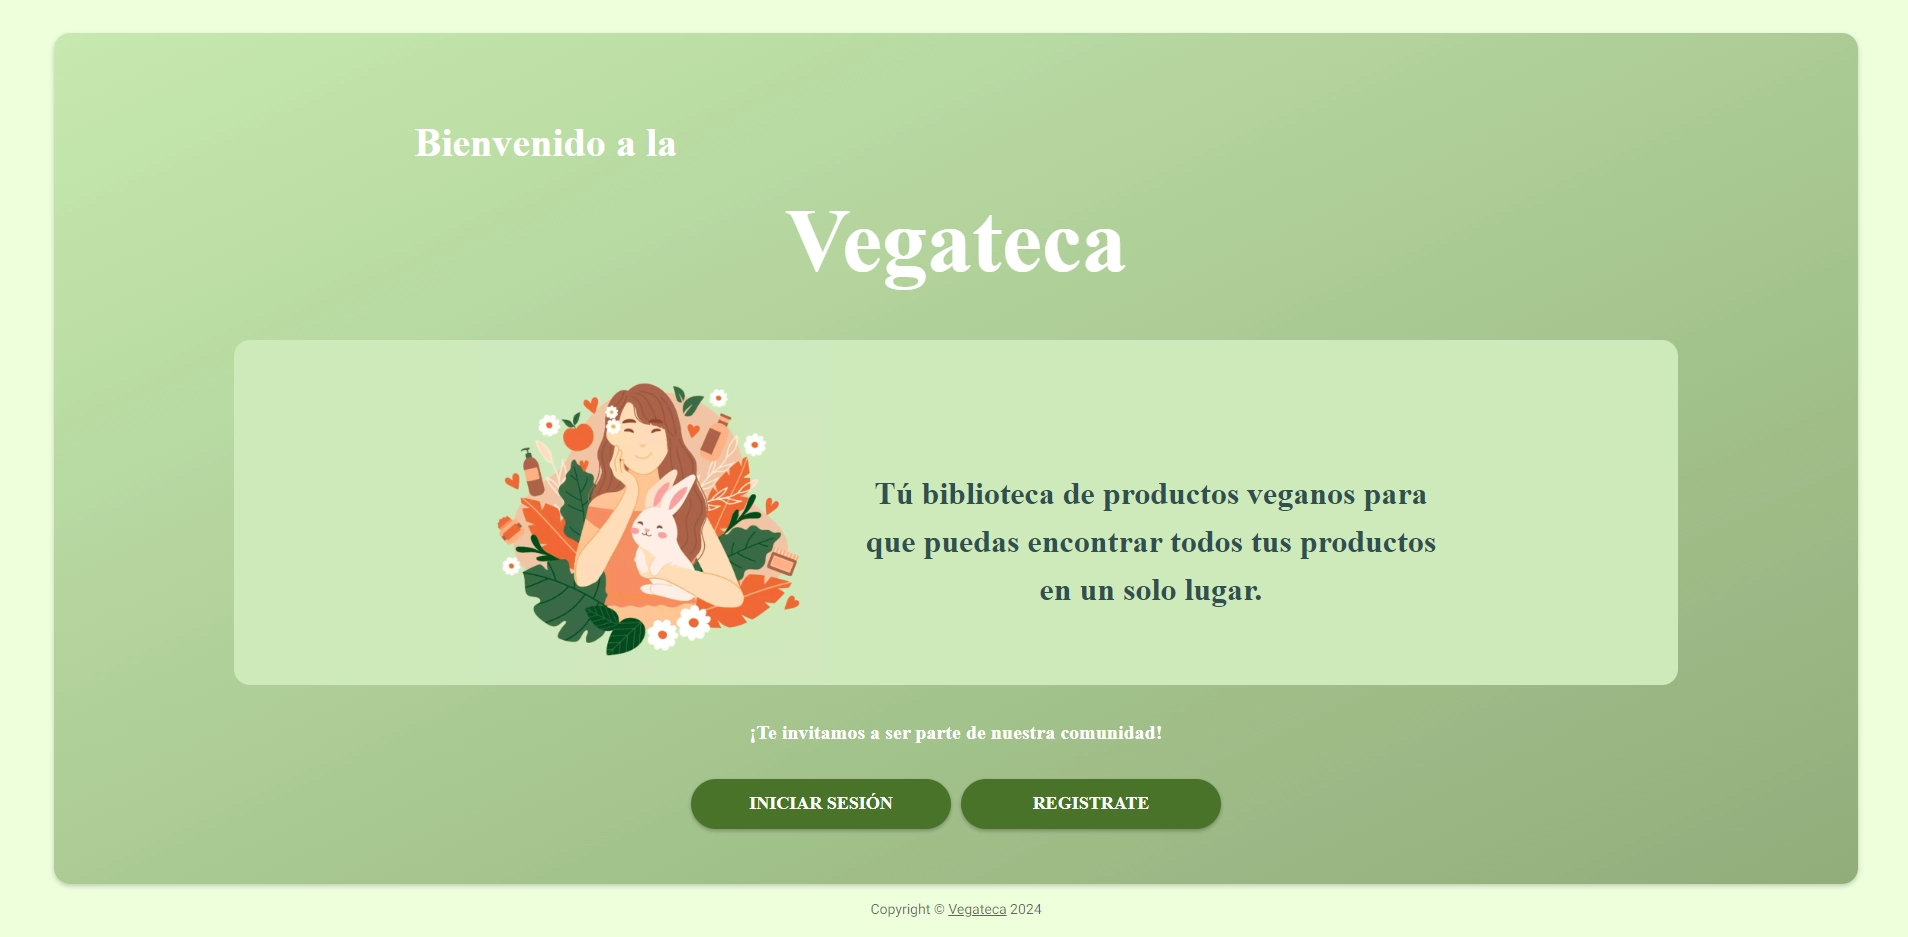 Bienvenido a la
Vegateca
Tú biblioteca de productos veganos para
que puedas encontrar todos tus productos
en un solo lugar.
¡Te invitamos a ser parte de nuestra comunidad!
INICIAR SESIÓN
REGISTRATE
Copyright © Vegateca 2024